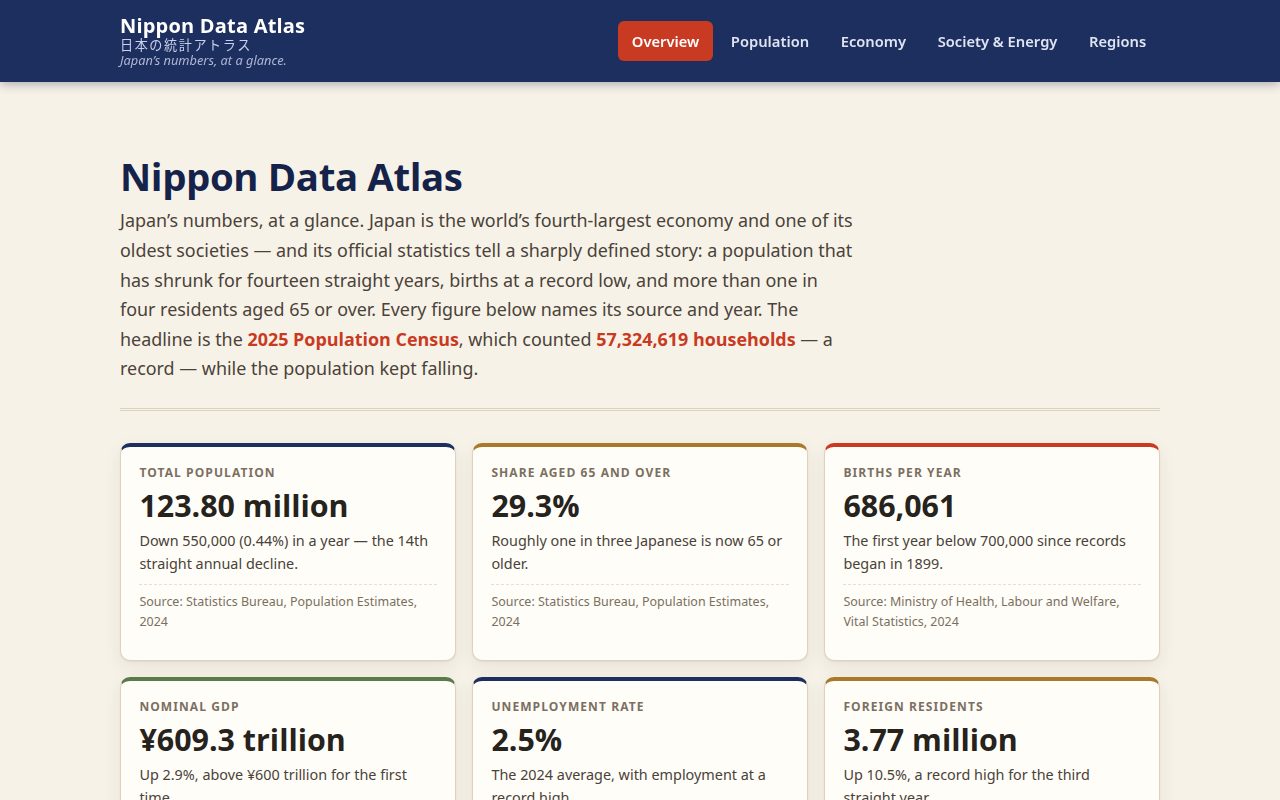 Nippon Data Atlas
日本の統計アトラス
Japan's numbers, at a glance.
Overview
Population
Economy
Society & Energy
Regions
Nippon Data Atlas
Japan’s numbers, at a glance. Japan is the world’s fourth-largest economy and one of its
oldest societies — and its official statistics tell a sharply defined story: a population that
has shrunk for fourteen straight years, births at a record low, and more than one in
four residents aged 65 or over. Every figure below names its source and year. The
headline is the 2025 Population Census, which counted 57,324,619 households — a
record — while the population kept falling.
TOTAL POPULATION
123.80 million
Down 550,000 (0.44%) in a year — the 14th
straight annual decline.
Source: Statistics Bureau, Population Estimates,
2024
SHARE AGED 65 AND OVER
29.3%
Roughly one in three Japanese is now 65 or
older.
Source: Statistics Bureau, Population Estimates,
2024
BIRTHS PER YEAR
686,061
The first year below 700,000 since records
began in 1899.
Source: Ministry of Health, Labour and Welfare,
Vital Statistics, 2024
NOMINAL GDP
¥609.3 trillion
Up 2.9%, above ¥600 trillion for the first
time.
UNEMPLOYMENT RATE
2.5%
The 2024 average, with employment at a
record high.
FOREIGN RESIDENTS
3.77 million
Up 10.5%, a record high for the third
straight year.